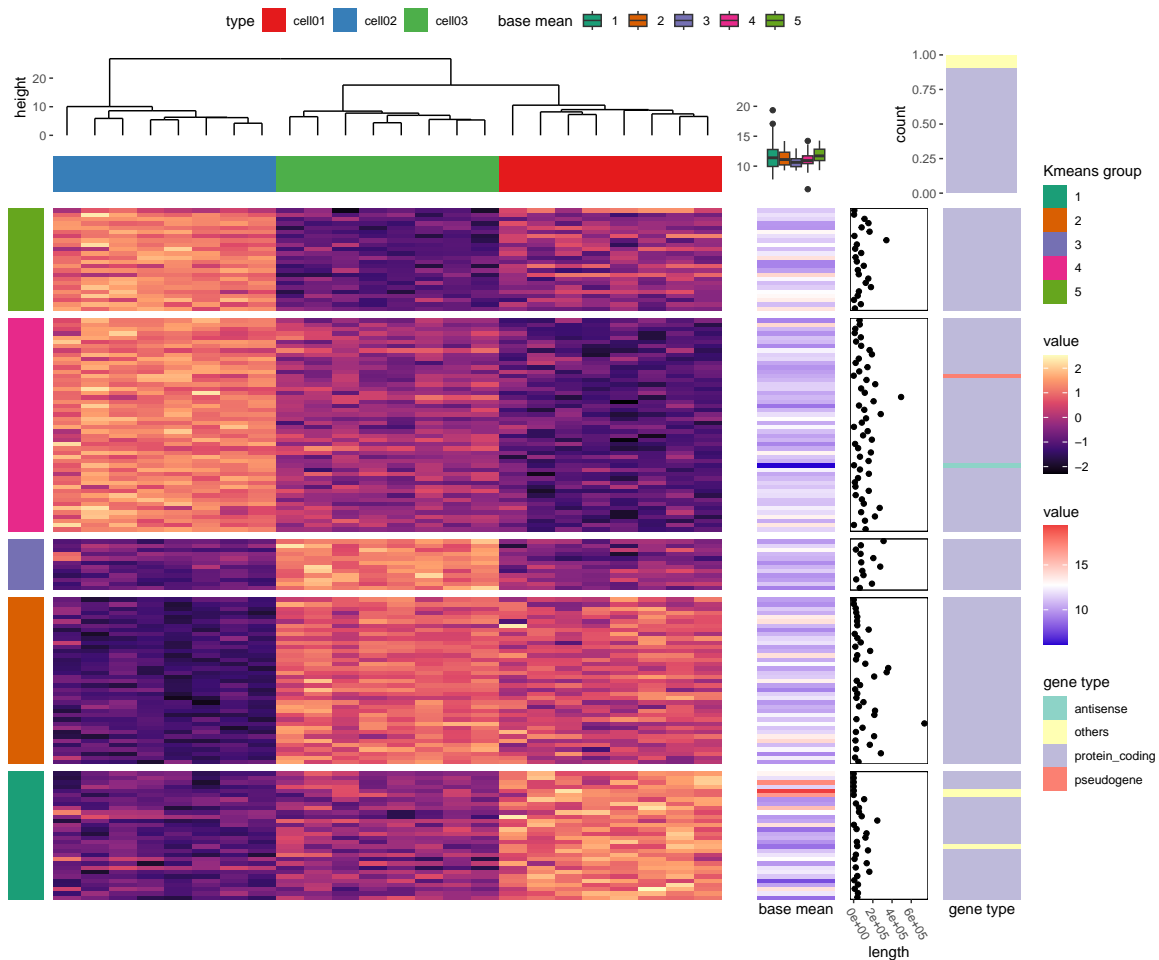 type cell01 cell02 cell03 base mean 1 2 3 4 5
height
20
10
0
20
15
10
count
1.00
0.75
0.50
0.25
0.00
Kmeans group
1
2
3
4
5
value
2
1
0
−1
−2
value
15
10
gene type
antisense
others
protein_coding
pseudogene
base mean
0e+00
2e+05
4e+05
6e+05
length
gene type